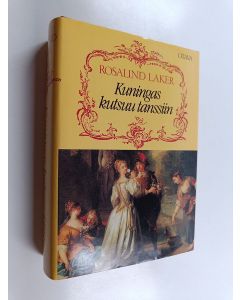 OTAVA
ROSALIND LAKER
Kuningas
kutsuu tanssiin